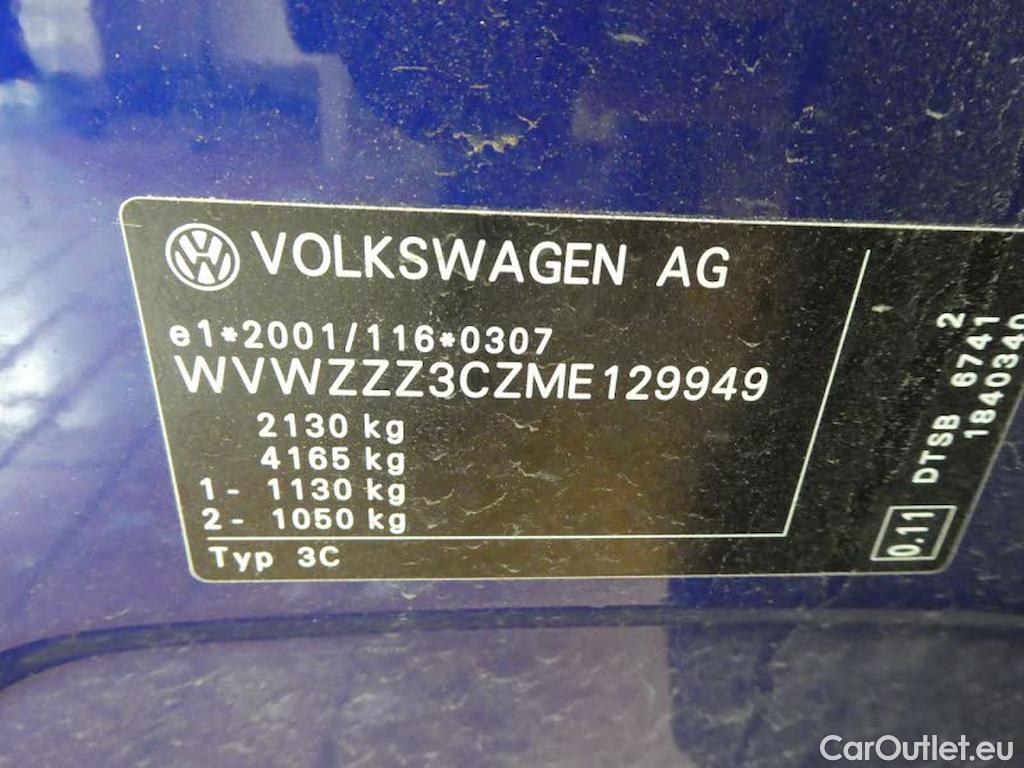 VOLKSWAGEN AG
e1*2001/116*0307
WVWZZZ3CZME129949
2130 kg
4165 kg
1- 1130 kg
2- 1050 kg
Typ 3C
0.11 DTSB 6741 2
1840340
CarOutlet.eu